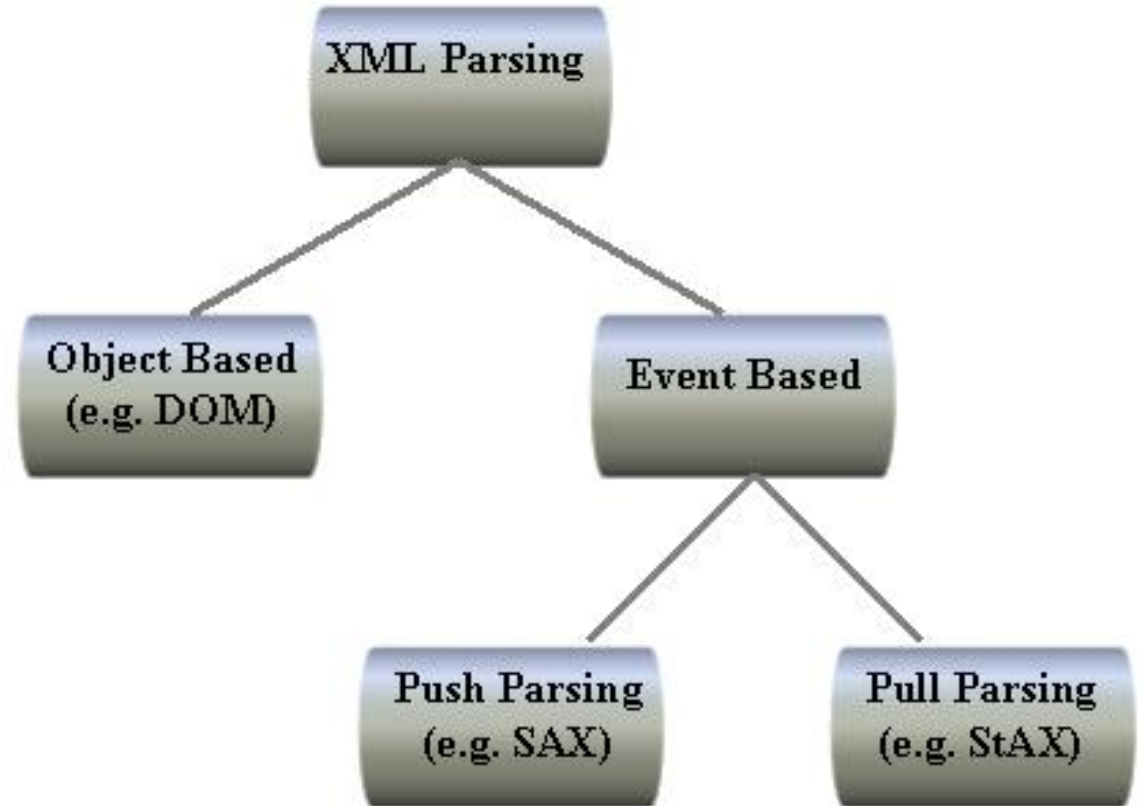 XML Parsing
Object Based
(e.g. DOM)
Event Based
Push Parsing
(e.g. SAX)
Pull Parsing
(e.g. StAX)